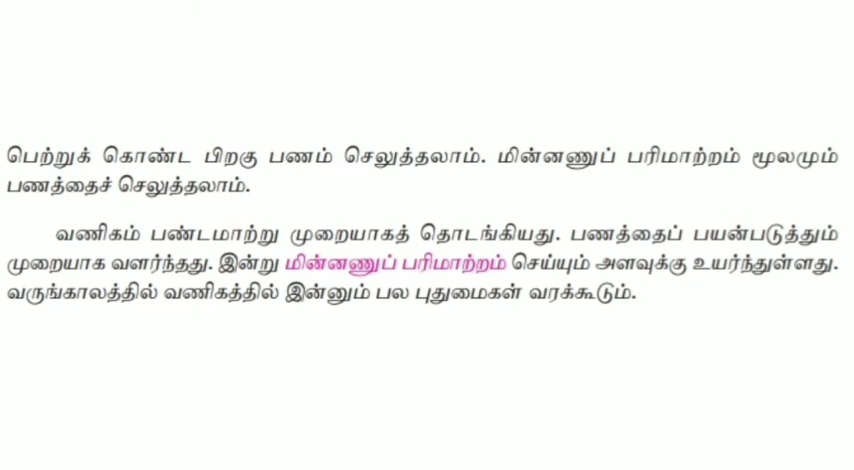 பெற்றுக் கொண்ட பிறகு பணம் செலுத்தலாம். மின்னணுப் பரிமாற்றம் மூலமும்
பணத்தைச் செலுத்தலாம்.
வணிகம் பண்டமாற்று முறையாகத் தொடங்கியது. பணத்தைப் பயன்படுத்தும்
முறையாக வளர்ந்தது. இன்று மின்னணுப் பரிமாற்றம் செய்யும் அளவுக்கு உயர்ந்துள்ளது.
வருங்காலத்தில் வணிகத்தில் இன்னும் பல புதுமைகள் வரக்கூடும்.